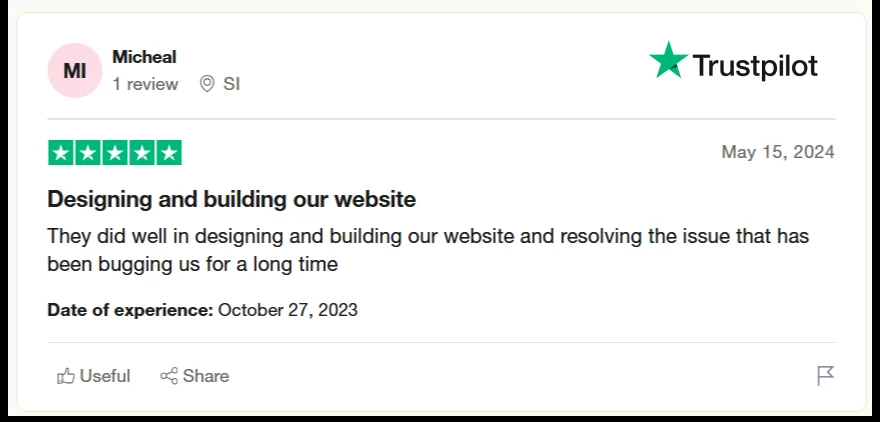 MI
Micheal
1 review SI
Trustpilot
May 15, 2024
Designing and building our website
They did well in designing and building our website and resolving the issue that has
been bugging us for a long time
Date of experience: October 27, 2023
Useful Share